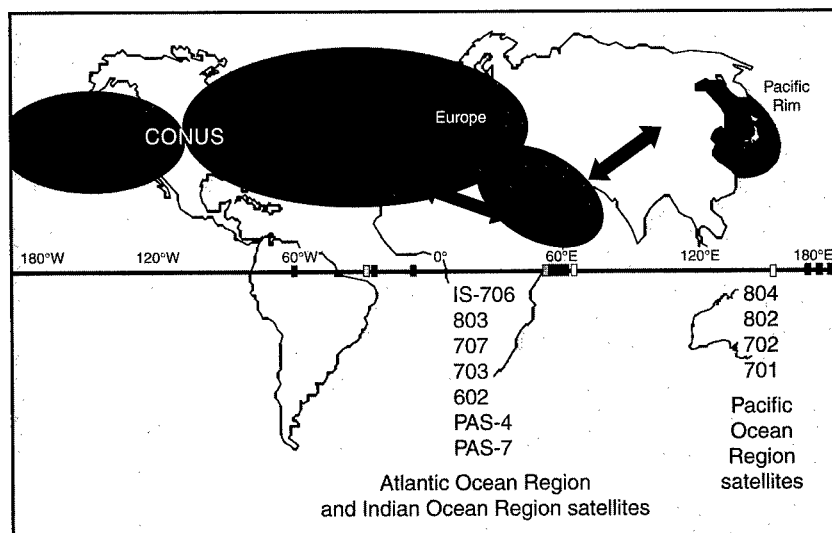 Pacific
Rim
CONUS
Europe
180°W
120°W
60°W
0°
60°E
120°E
180°E
IS-706
803
707
703
602
PAS-4
PAS-7
Atlantic Ocean Region
and Indian Ocean Region satellites
804
802
702
701
Pacific
Ocean
Region
satellites